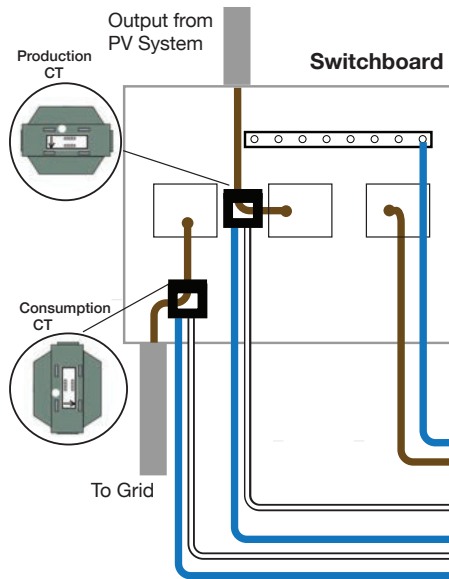 Output from
PV System
Production
CT
Switchboard
Consumption
CT
To Grid